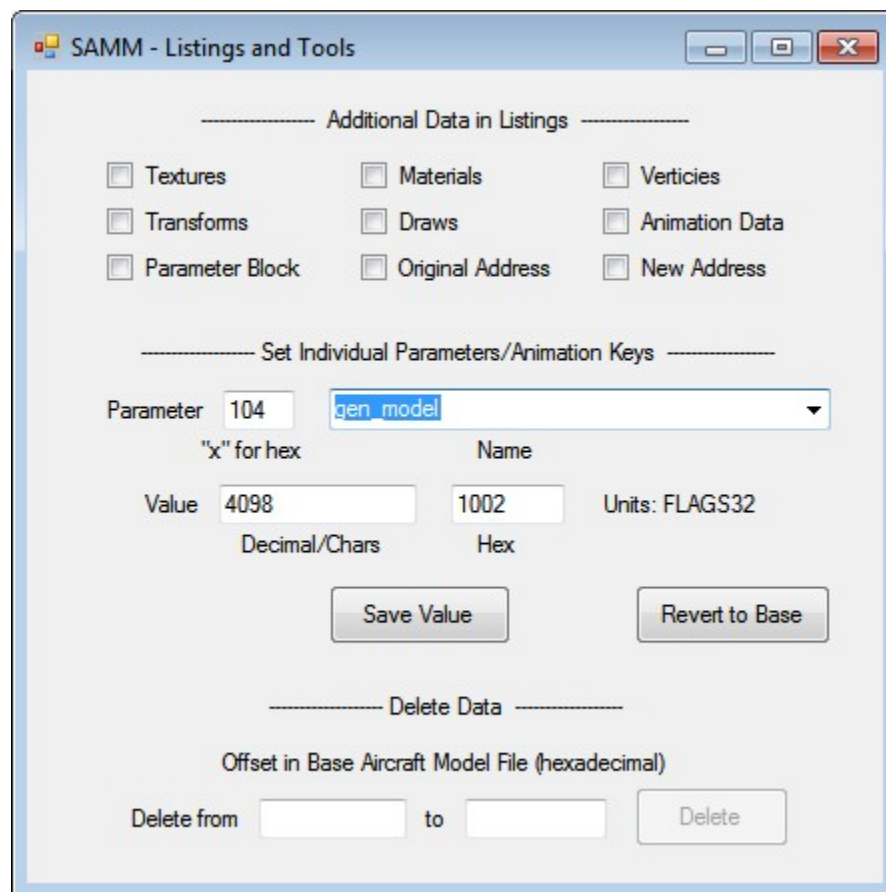 SAMM - Listings and Tools
------------------- Additional Data in Listings ------------------
Textures Materials Verticies
Transforms Draws Animation Data
Parameter Block Original Address New Address
------------------- Set Individual Parameters/Animation Keys ------------------
Parameter 104 gen_model
"x" for hex Name
Value 4098 1002 Units: FLAGS32
Decimal/Chars Hex
Save Value Revert to Base
------------------- Delete Data ------------------
Offset in Base Aircraft Model File (hexadecimal)
Delete from to Delete